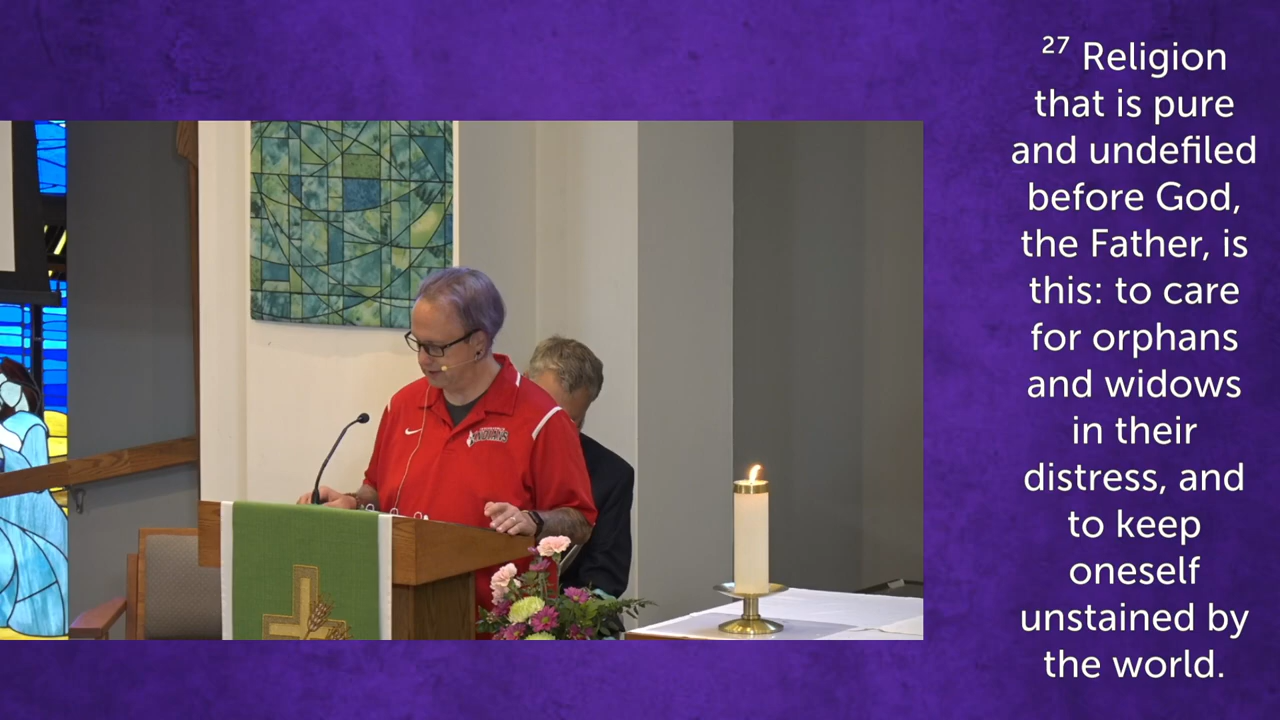 27 Religion
that is pure
and undefiled
before God,
the Father, is
this: to care
for orphans
and widows
in their
distress, and
to keep
oneself
unstained by
the world.